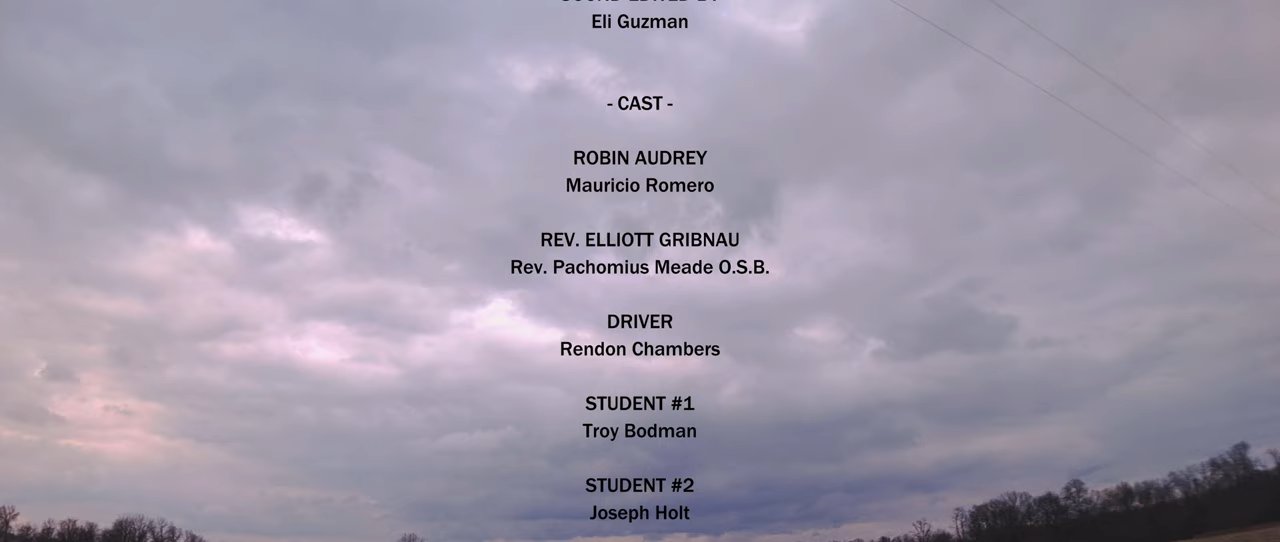 Eli Guzman
- CAST -
ROBIN AUDREY
Mauricio Romero
REV. ELLIOTT GRIBNAU
Rev. Pachomius Meade O.S.B.
DRIVER
Rendon Chambers
STUDENT #1
Troy Bodman
STUDENT #2
Joseph Holt